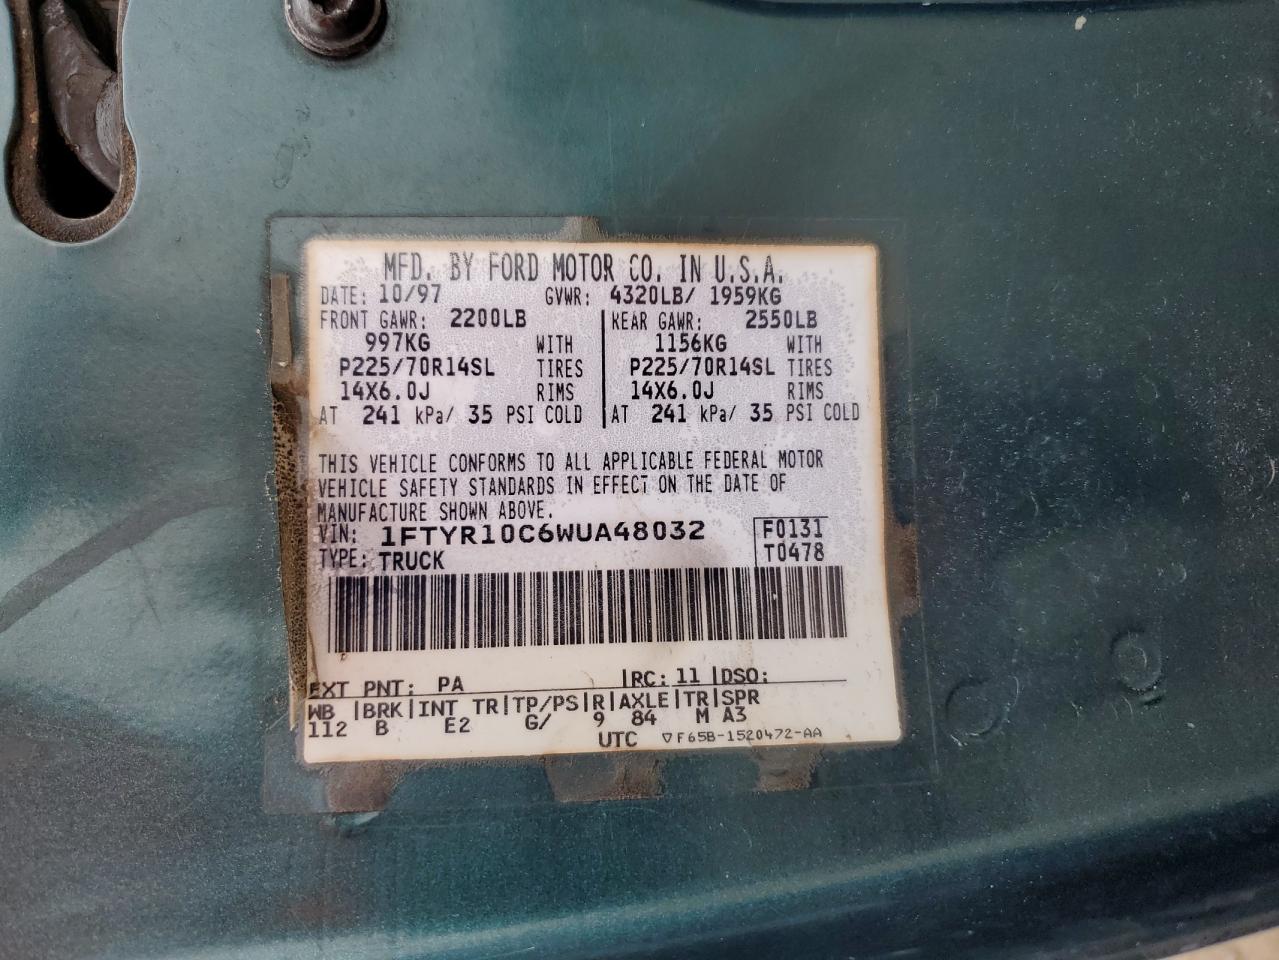 MFD. BY FORD MOTOR CO. IN U.S.A.
DATE: 10/97 GVWR: 4320LB/ 1959KG
FRONT GAWR: 2200LB REAR GAWR: 2550LB
997KG WITH 1156KG WITH
P225/70R14SL TIRES P225/70R14SL TIRES
14X6.0J RIMS 14X6.0J RIMS
AT 241 kPa/ 35 PSI COLD AT 241 kPa/ 35 PSI COLD
THIS VEHICLE CONFORMS TO ALL APPLICABLE FEDERAL MOTOR
VEHICLE SAFETY STANDARDS IN EFFECT ON THE DATE OF
MANUFACTURE SHOWN ABOVE.
VIN: 1FTYR10C6WUA48032 F0131
TYPE: TRUCK T0478
EXT PNT: PA |RC: 11 |DSO:
WB |BRK|INT TR|TP/PS|R|AXLE|TR|SPR
112 B E2 G/ 9 84 M A3
UTC ▽F65B-1520472-AA